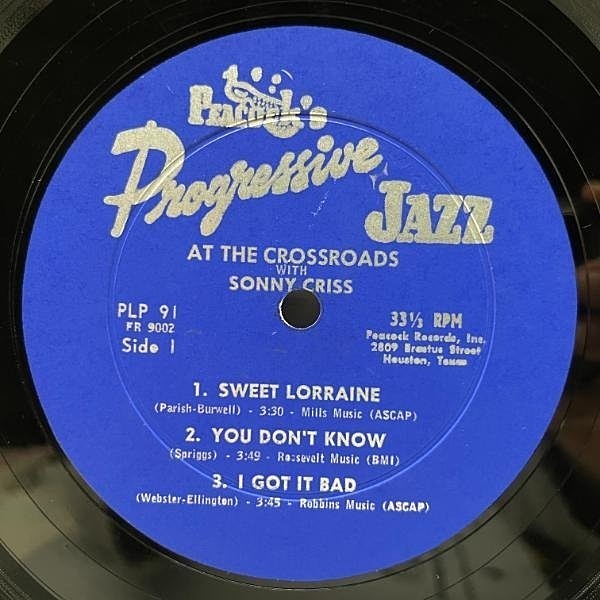 Peacock's
Progressive
JAZZ
AT THE CROSSROADS
WITH
SONNY CRISS
PLP 91
FR 9002
Side 1
33⅓ RPM
Peacock Records, Inc.
2809 Erastus Street
Houston, Texas
1. SWEET LORRAINE
(Parish-Burwell) - 3:30 - Mills Music (ASCAP)
2. YOU DON'T KNOW
(Spriggs) - 3:49 - Roosevelt Music (BMI)
3. I GOT IT BAD
(Webster-Ellington) - 3:45 - Robbins Music (ASCAP)